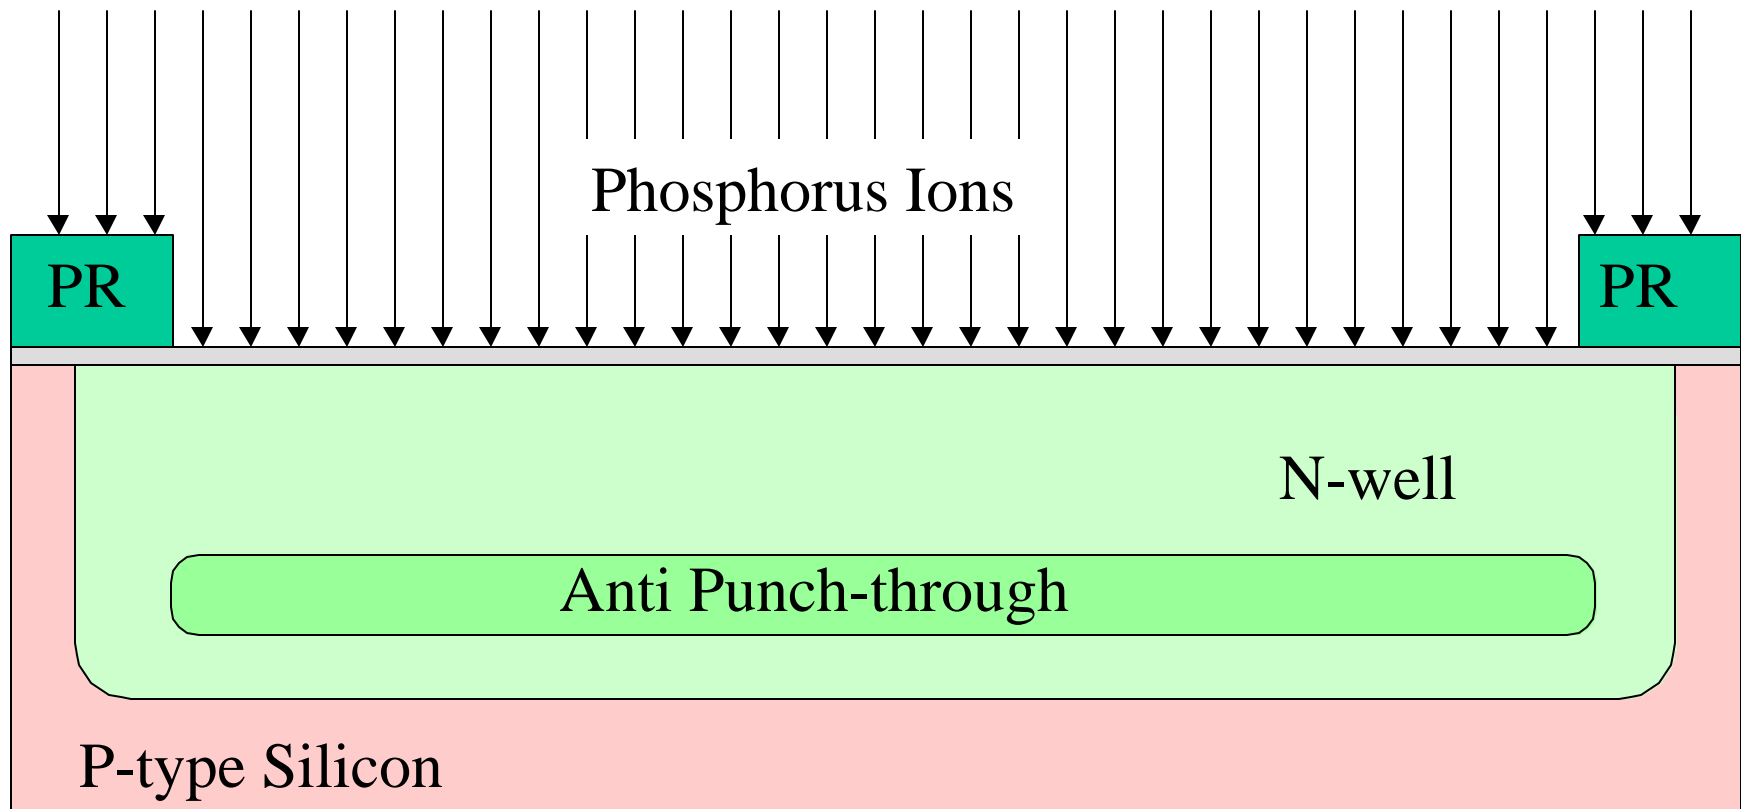 Phosphorus Ions
PR
PR
N-well
Anti Punch-through
P-type Silicon